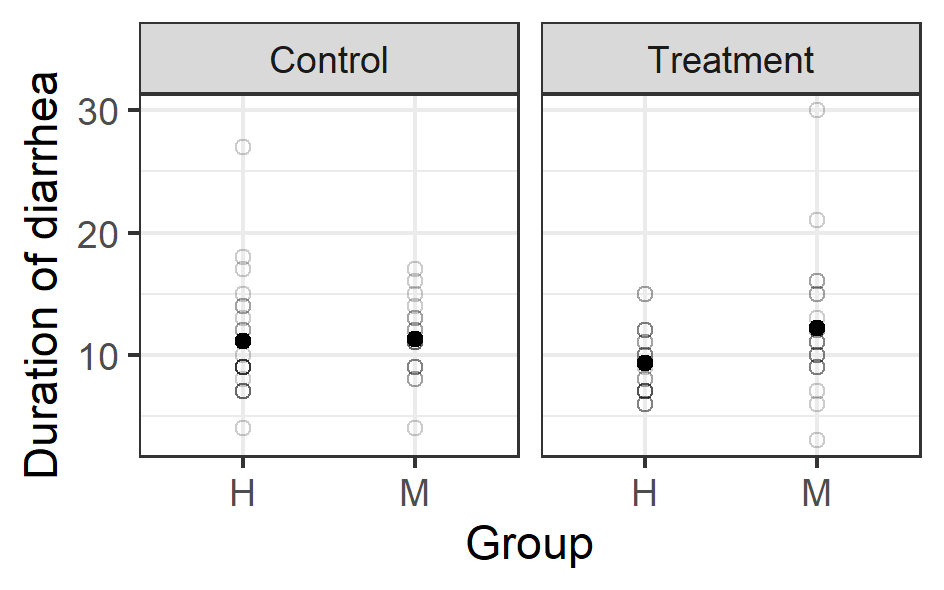 Control
Treatment
Duration of diarrhea
30
20
10
H
M
H
M
Group